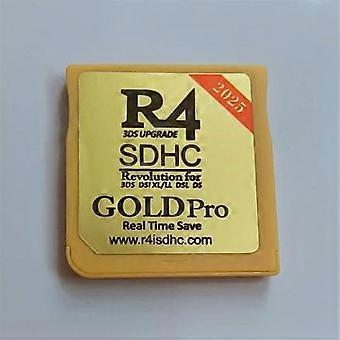 2025
R4
3DS UPGRADE
SDHC
Revolution for
3DS DSI XL/LL DSL DS
GOLD Pro
Real Time Save
www.r4isdhc.com